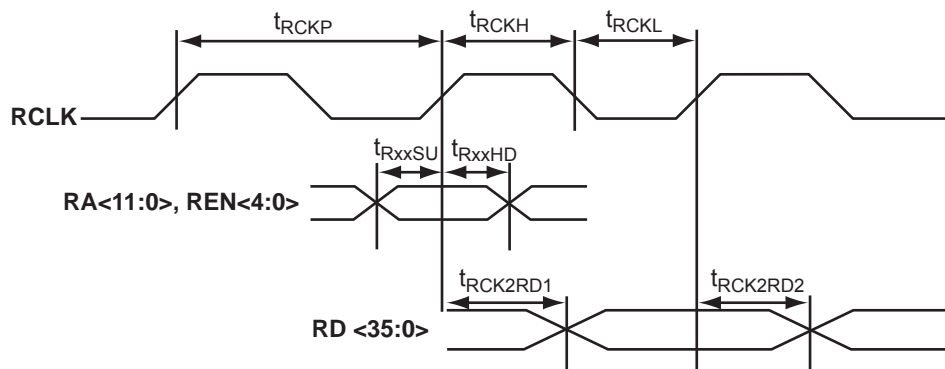 tRCKP tRCKH tRCKL
RCLK
tRxxSU tRxxHD
RA<11:0>, REN<4:0>
tRCK2RD1 tRCK2RD2
RD <35:0>